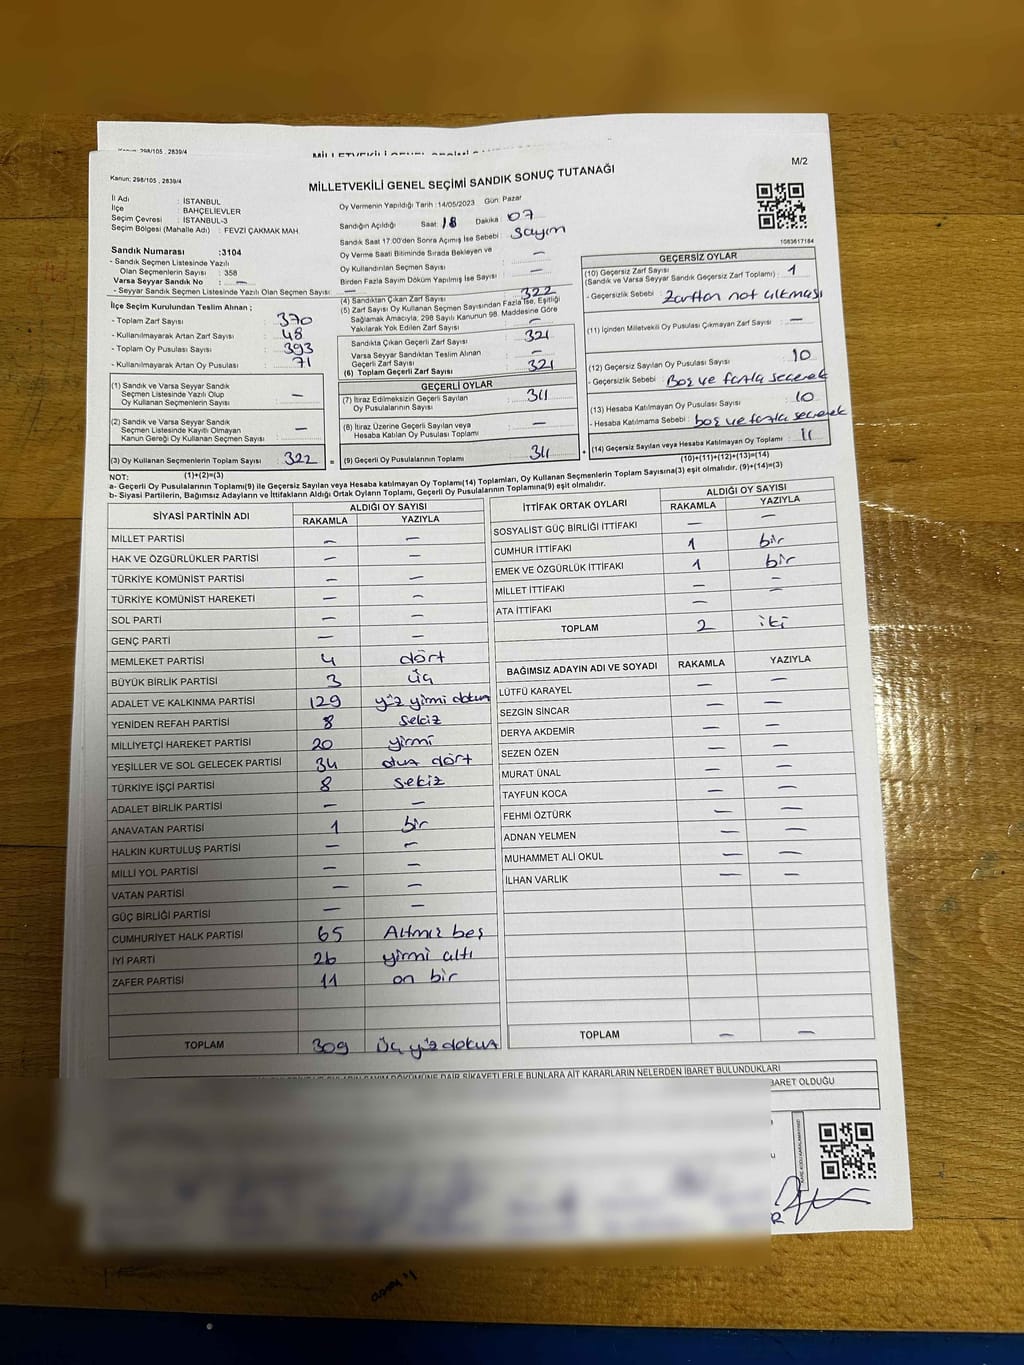 Kanun: 298/105 , 2839/4
M/2
Kanun: 298/105 , 2839/4
MİLLETVEKİLİ GENEL SEÇİMİ SANDIK SONUÇ TUTANAĞI
İl Adı : İSTANBUL
İlçe : BAHÇELİEVLER
Seçim Çevresi : İSTANBUL-3
Seçim Bölgesi (Mahalle Adı) : FEVZİ ÇAKMAK MAH.
Sandık Numarası :3104
- Sandık Seçmen Listesinde Yazılı
Olan Seçmenlerin Sayısı : 358
Varsa Seyyar Sandık No : —
- Seyyar Sandık Seçmen Listesinde Yazılı Olan Seçmen Sayısı : —
Oy Vermenin Yapıldığı Tarih :14/05/2023 Gün: Pazar
Sandığın Açıldığı Saat: 18 Dakika: 07
Sandık Saat 17:00'den Sonra Açılmış İse Sebebi : Sayım
Oy Verme Saati Bitiminde Sırada Bekleyen ve
Oy Kullandırılan Seçmen Sayısı : —
Birden Fazla Sayım Döküm Yapılmış İse Sayısı : —
1083617184
İlçe Seçim Kurulundan Teslim Alınan ;
- Toplam Zarf Sayısı : 370
- Kullanılmayarak Artan Zarf Sayısı : 48
- Toplam Oy Pusulası Sayısı : 393
- Kullanılmayarak Artan Oy Pusulası : 71
(1) Sandık ve Varsa Seyyar Sandık
Seçmen Listesinde Yazılı Olup
Oy Kullanan Seçmenlerin Sayısı : —
(2) Sandık ve Varsa Seyyar Sandık
Seçmen Listesinde Kayıtlı Olmayan
Kanun Gereği Oy Kullanan Seçmen Sayısı : —
(3) Oy Kullanan Seçmenlerin Toplam Sayısı : 322
(1)+(2)=(3)
(4) Sandıktan Çıkan Zarf Sayısı : 322
(5) Zarf Sayısı Oy Kullanan Seçmen Sayısından Fazla İse, Eşitliği
Sağlamak Amacıyla; 298 Sayılı Kanunun 98. Maddesine Göre
Yakılarak Yok Edilen Zarf Sayısı : —
Sandıkta Çıkan Geçerli Zarf Sayısı : 321
Varsa Seyyar Sandıktan Teslim Alınan
Geçerli Zarf Sayısı : —
(6) Toplam Geçerli Zarf Sayısı : 321
GEÇERLİ OYLAR
(7) İtiraz Edilmeksizin Geçerli Sayılan
Oy Pusulalarının Sayısı : 311
(8) İtiraz Üzerine Geçerli Sayılan veya
Hesaba Katılan Oy Pusulası Toplamı : —
(9) Geçerli Oy Pusulalarının Toplamı : 311
GEÇERSİZ OYLAR
(10) Geçersiz Zarf Sayısı : 1
(Sandık ve Varsa Seyyar Sandık Geçersiz Zarf Toplamı)
- Geçersizlik Sebebi : Zarftan not çıkması
(11) İçinden Milletvekili Oy Pusulası Çıkmayan Zarf Sayısı : —
(12) Geçersiz Sayılan Oy Pusulası Sayısı : 10
- Geçersizlik Sebebi : Boş ve fazla seçerek
(13) Hesaba Katılmayan Oy Pusulası Sayısı : 10
- Hesaba Katılmama Sebebi : boş ve fazla seçerek
(14) Geçersiz Sayılan veya Hesaba Katılmayan Oy Toplamı : 11
(10)+(11)+(12)+(13)=(14)
NOT:
a- Geçerli Oy Pusulalarının Toplamı(9) ile Geçersiz Sayılan veya Hesaba katılmayan Oy Toplamı(14) Toplamları, Oy Kullanan Seçmenlerin Toplam Sayısına(3) eşit olmalıdır. (9)+(14)=(3)
b- Siyasi Partilerin, Bağımsız Adayların ve İttifakların Aldığı Ortak Oyların Toplamı, Geçerli Oy Pusulalarının Toplamına(9) eşit olmalıdır.
SİYASİ PARTİNİN ADI ALDIĞI OY SAYISI
RAKAMLA YAZIYLA
MİLLET PARTİSİ — —
HAK VE ÖZGÜRLÜKLER PARTİSİ — —
TÜRKİYE KOMÜNİST PARTİSİ — —
TÜRKİYE KOMÜNİST HAREKETİ — —
SOL PARTİ — —
GENÇ PARTİ — —
MEMLEKET PARTİSİ 4 dört
BÜYÜK BİRLİK PARTİSİ 3 üç
ADALET VE KALKINMA PARTİSİ 129 yüz yirmi dokuz
YENİDEN REFAH PARTİSİ 8 sekiz
MİLLİYETÇİ HAREKET PARTİSİ 20 yirmi
YEŞİLLER VE SOL GELECEK PARTİSİ 34 otuz dört
TÜRKİYE İŞÇİ PARTİSİ 8 sekiz
ADALET BİRLİK PARTİSİ — —
ANAVATAN PARTİSİ 1 bir
HALKIN KURTULUŞ PARTİSİ — —
MİLLİ YOL PARTİSİ — —
VATAN PARTİSİ — —
GÜÇ BİRLİĞİ PARTİSİ — —
CUMHURİYET HALK PARTİSİ 65 Altmış beş
İYİ PARTİ 26 yirmi altı
ZAFER PARTİSİ 11 on bir
TOPLAM 309 Üç yüz dokuz
İTTİFAK ORTAK OYLARI ALDIĞI OY SAYISI
RAKAMLA YAZIYLA
SOSYALİST GÜÇ BİRLİĞİ İTTİFAKI — —
CUMHUR İTTİFAKI 1 bir
EMEK VE ÖZGÜRLÜK İTTİFAKI 1 bir
MİLLET İTTİFAKI — —
ATA İTTİFAKI —
TOPLAM 2 iki
BAĞIMSIZ ADAYIN ADI VE SOYADI RAKAMLA YAZIYLA
LÜTFÜ KARAYEL — —
SEZGİN SİNCAR — —
DERYA AKDEMİR — —
SEZEN ÖZEN — —
MURAT ÜNAL — —
TAYFUN KOCA — —
FEHMİ ÖZTÜRK — —
ADNAN YELMEN — —
MUHAMMET ALİ OKUL — —
İLHAN VARLIK — —
TOPLAM — —
DAİR ŞİKAYETLERLE BUNLARA AİT KARARLARIN NELERDEN İBARET BULUNDUKLARI
BARET OLDUĞU